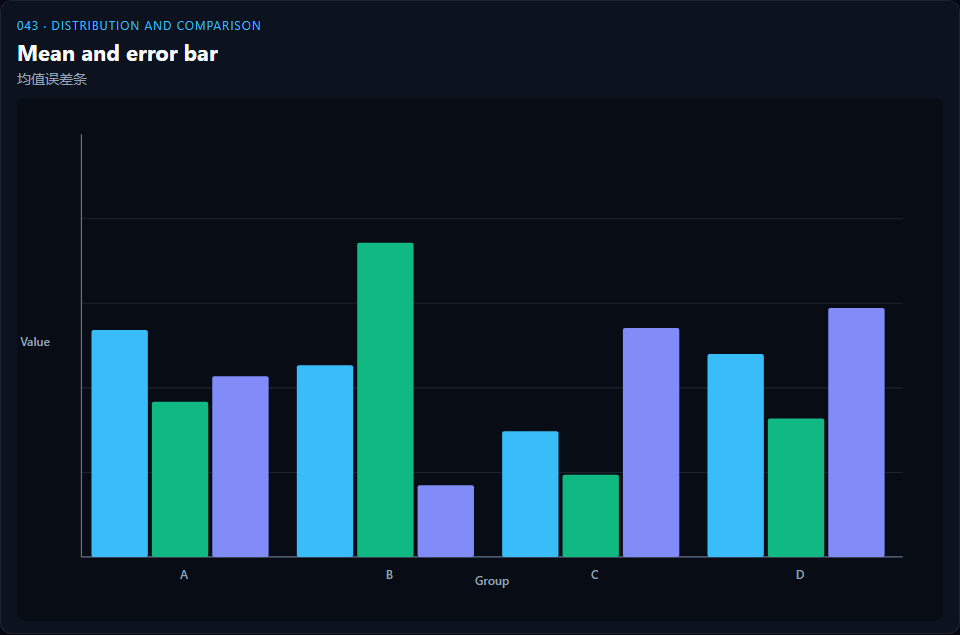 043 · DISTRIBUTION AND COMPARISON
Mean and error bar
均值误差条
Value
A
B
C
D
Group